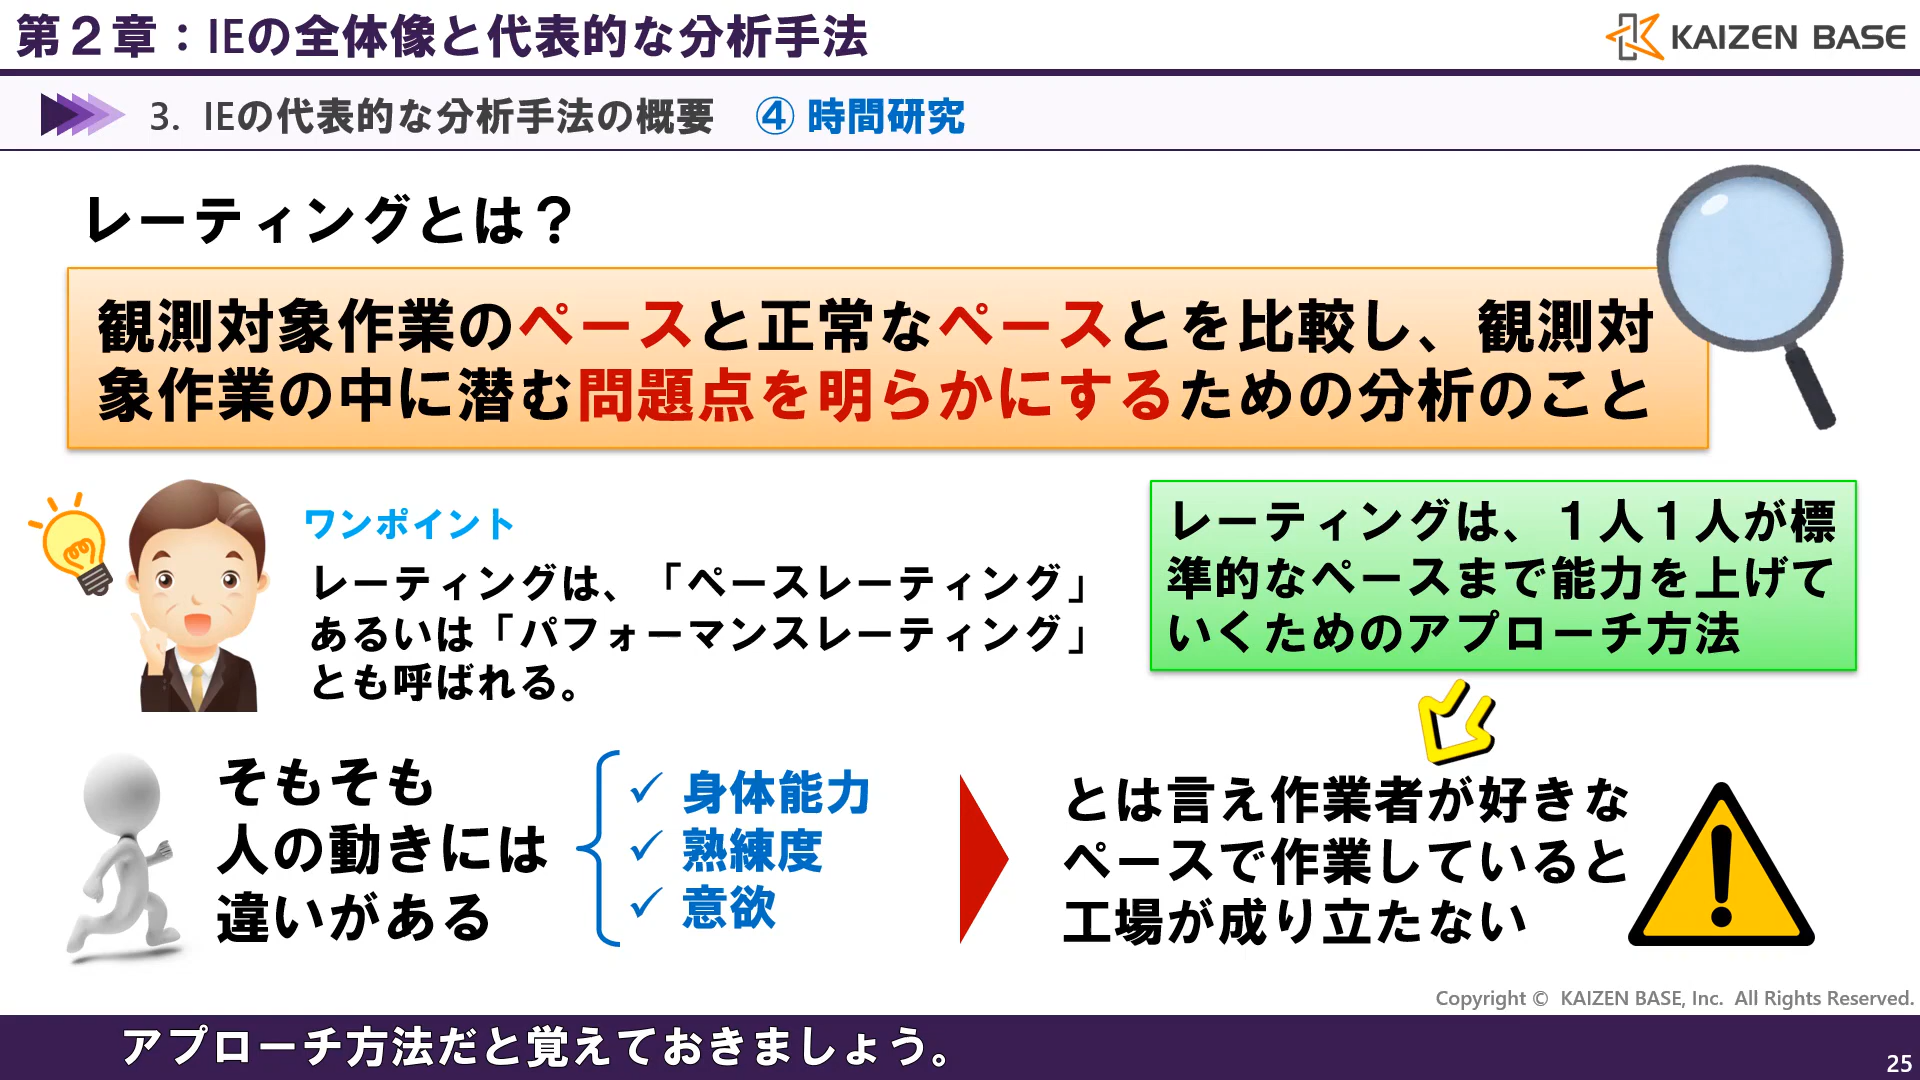 第２章：IEの全体像と代表的な分析手法
KAIZEN BASE
3. IEの代表的な分析手法の概要 ④ 時間研究
レーティングとは？
観測対象作業のペースと正常なペースとを比較し、観測対
象作業の中に潜む問題点を明らかにするための分析のこと
ワンポイント
レーティングは、「ペースレーティング」
あるいは「パフォーマンスレーティング」
とも呼ばれる。
レーティングは、１人１人が標
準的なペースまで能力を上げて
いくためのアプローチ方法
そもそも
人の動きには
違いがある
✓ 身体能力
✓ 熟練度
✓ 意欲
とは言え作業者が好きな
ペースで作業していると
工場が成り立たない
Copyright © KAIZEN BASE, Inc. All Rights Reserved.
アプローチ方法だと覚えておきましょう。
25